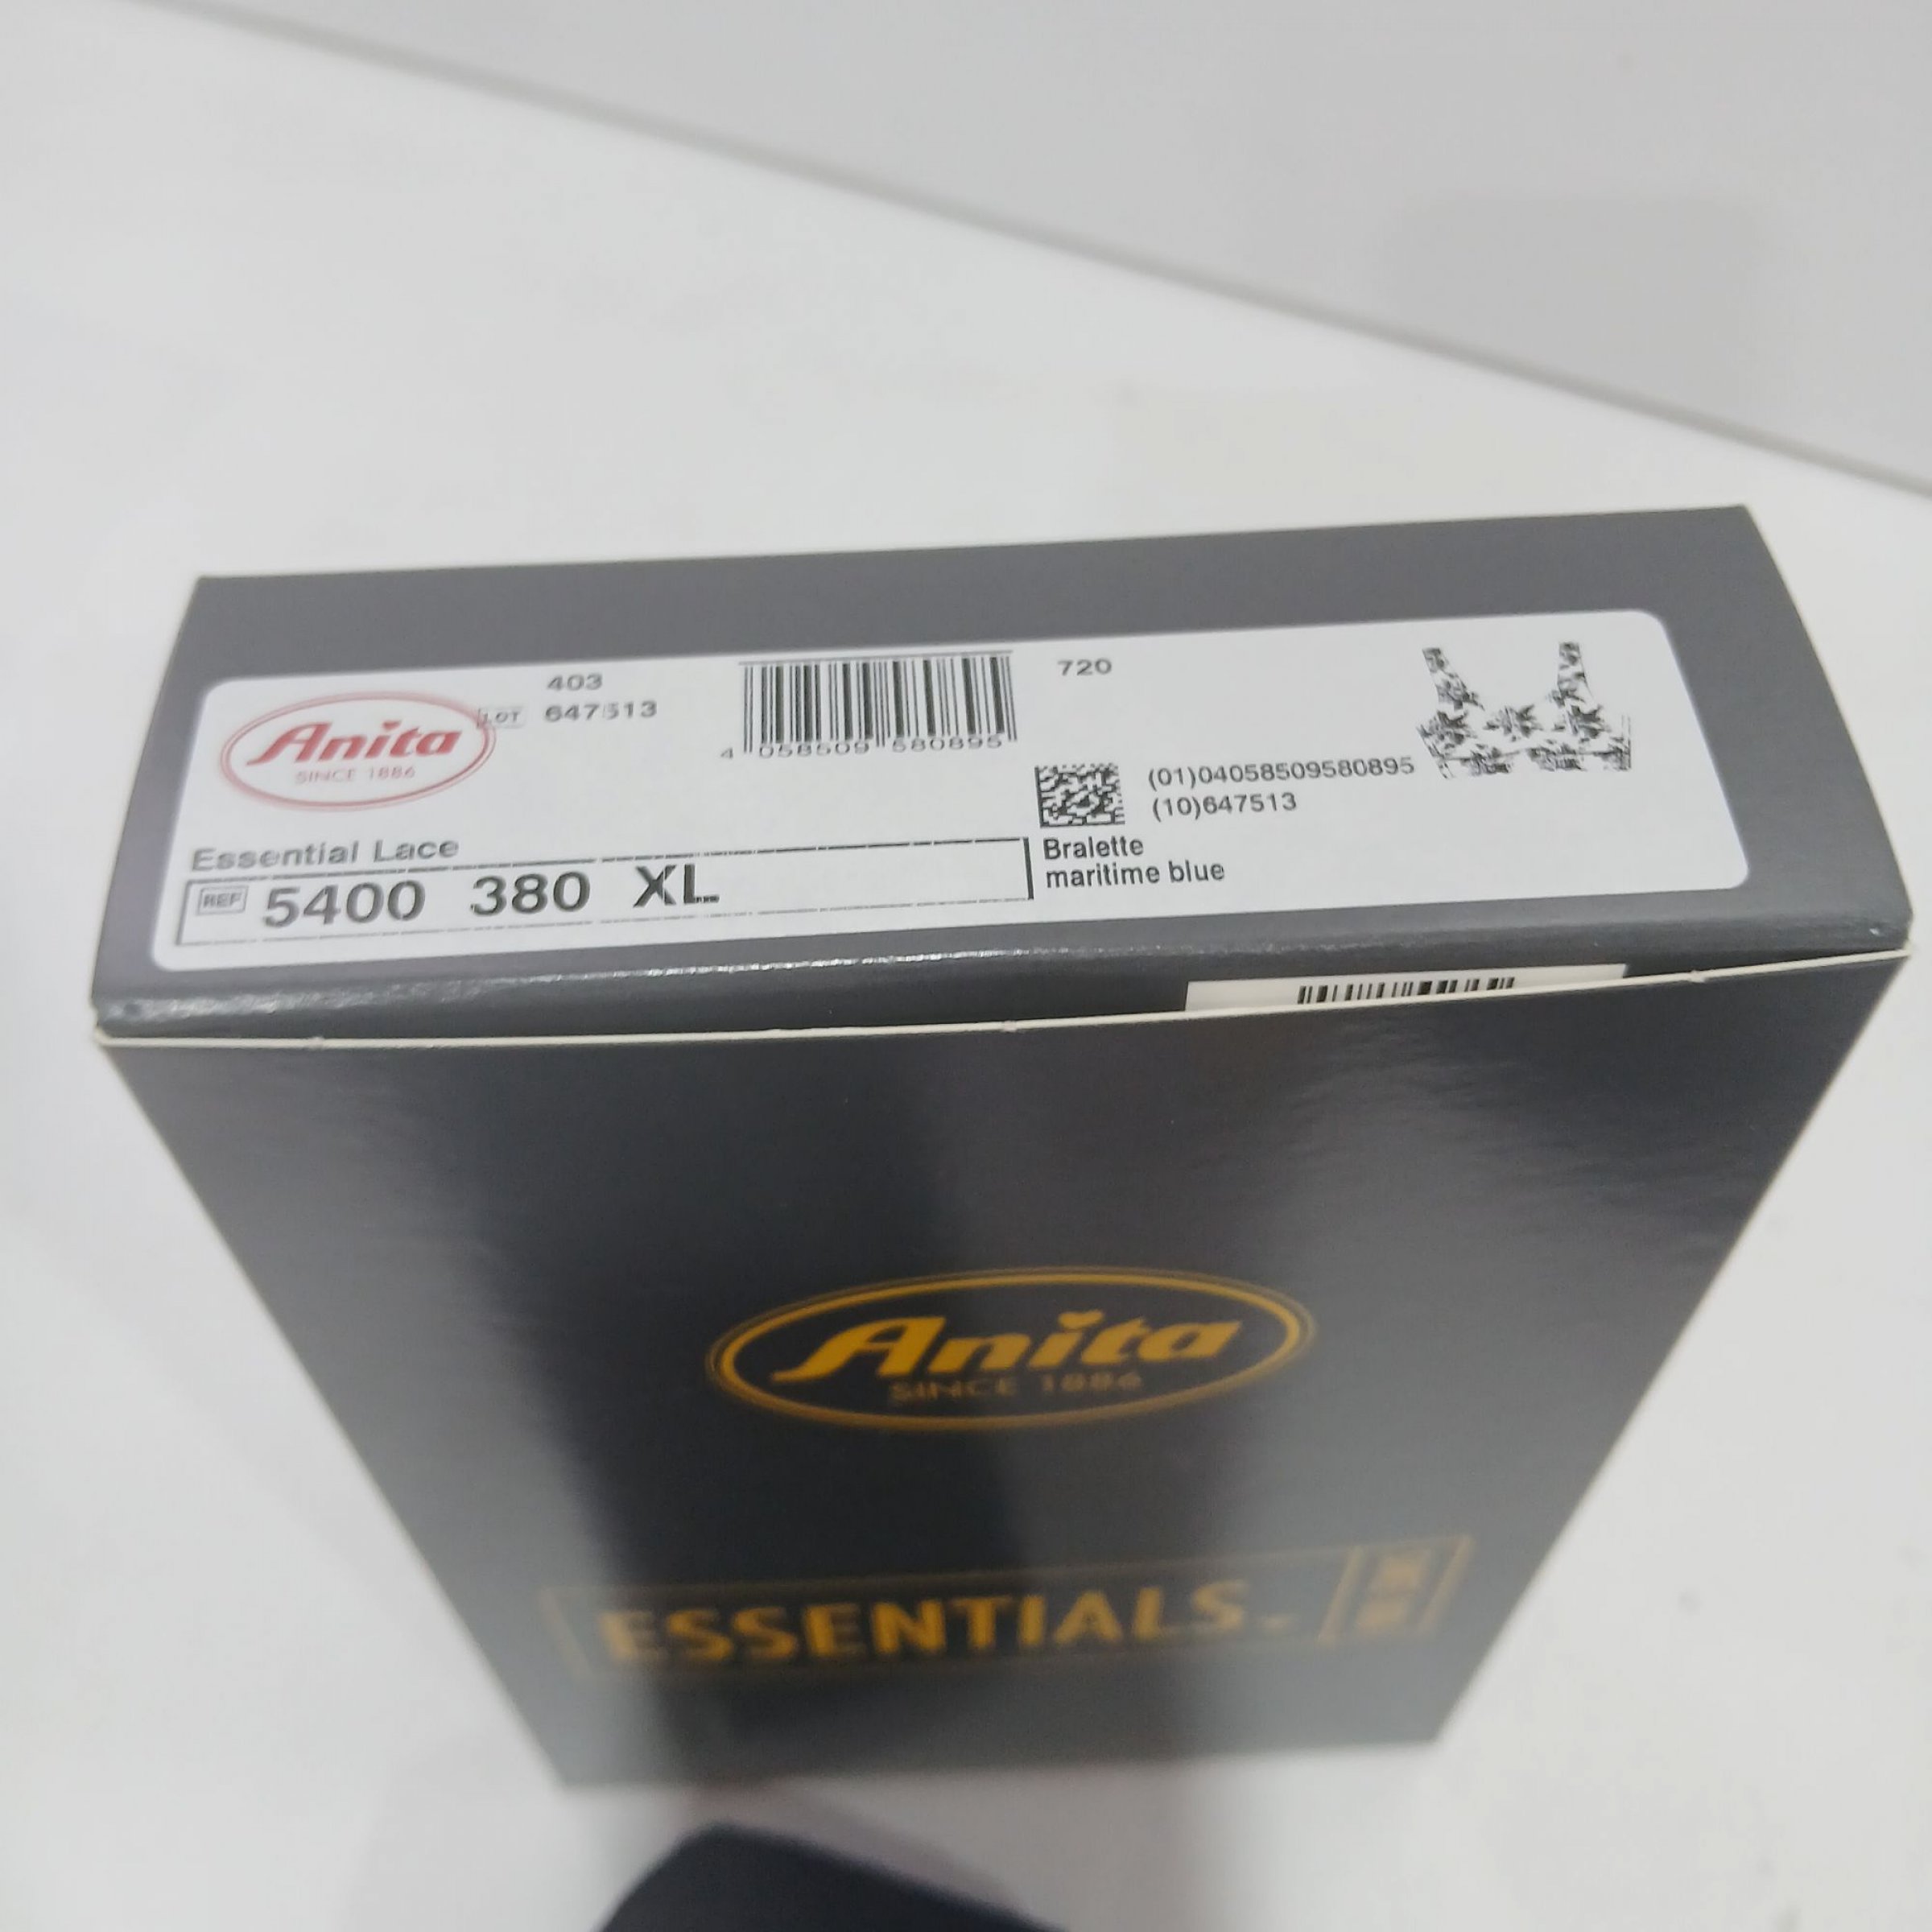 403
LOT 647513
Anita
SINCE 1886
4 058509 580895
720
(01)04058509580895
(10)647513
Essential Lace
REF 5400 380 XL
Bralette
maritime blue
Anita
SINCE 1886
ESSENTIALS.